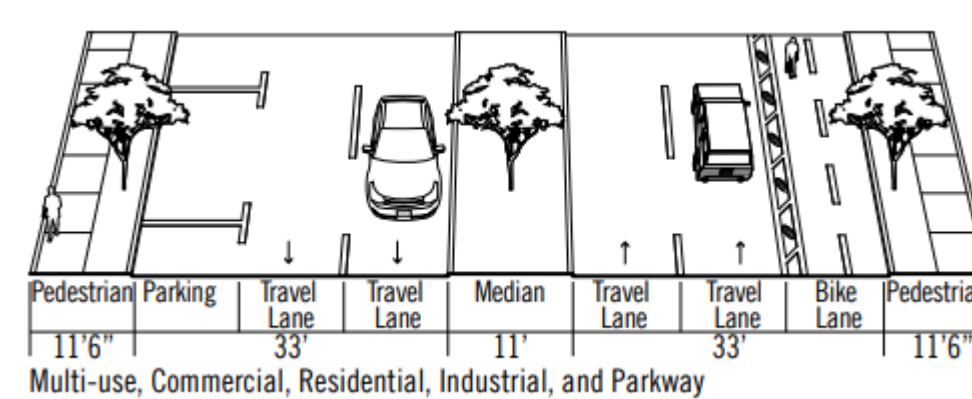 Pedestrian Parking Travel Lane Travel Lane Median Travel Lane Travel Lane Bike Lane Pedestria
11'6" 33' 11' 33' 11'6"
Multi-use, Commercial, Residential, Industrial, and Parkway